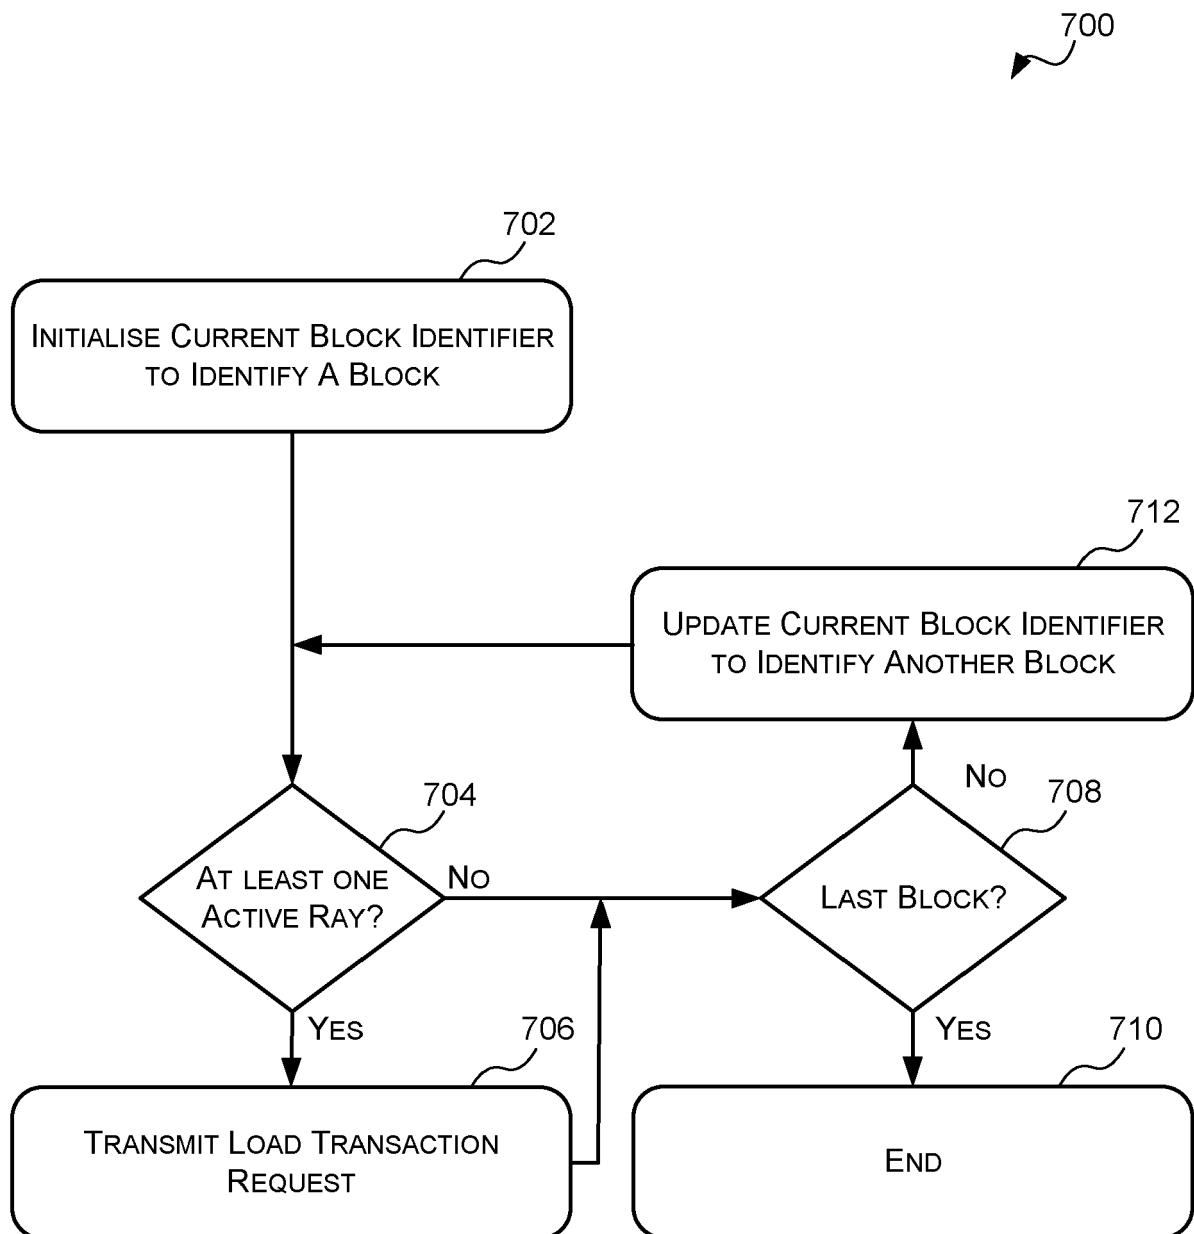 700
702
INITIALISE CURRENT BLOCK IDENTIFIER
TO IDENTIFY A BLOCK
712
UPDATE CURRENT BLOCK IDENTIFIER
TO IDENTIFY ANOTHER BLOCK
704
AT LEAST ONE
ACTIVE RAY?
NO
YES
NO
708
LAST BLOCK?
YES
706
TRANSMIT LOAD TRANSACTION
REQUEST
710
END